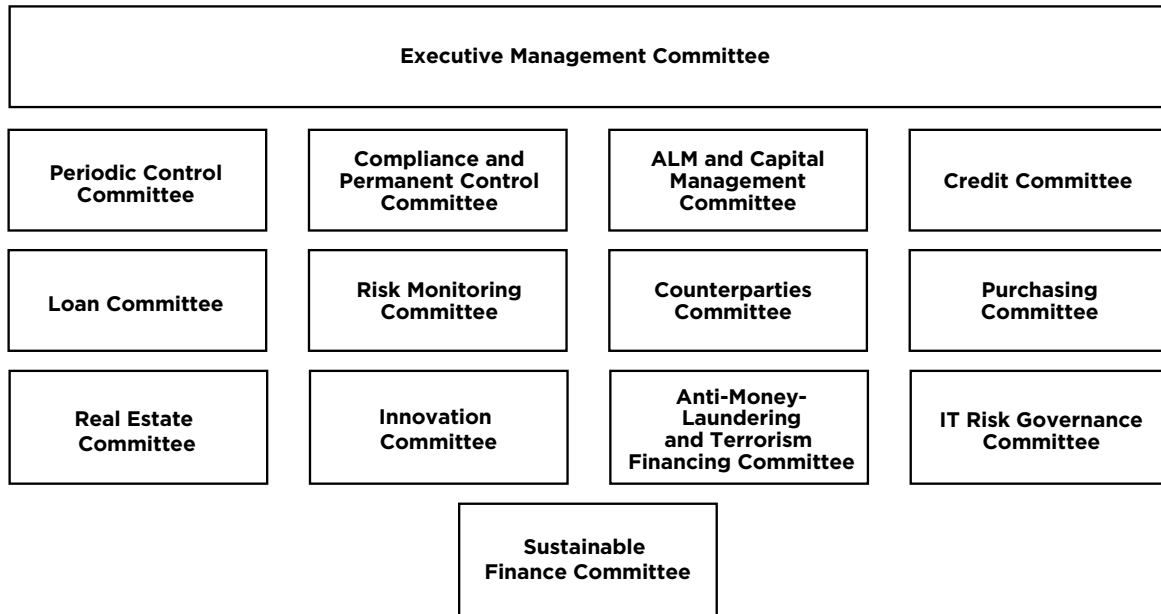 Executive Management Committee
Periodic Control
Committee
Compliance and
Permanent Control
Committee
ALM and Capital
Management
Committee
Credit Committee
Loan Committee
Risk Monitoring
Committee
Counterparties
Committee
Purchasing
Committee
Real Estate
Committee
Innovation
Committee
Anti-Money-
Laundering
and Terrorism
Financing Committee
IT Risk Governance
Committee
Sustainable
Finance Committee